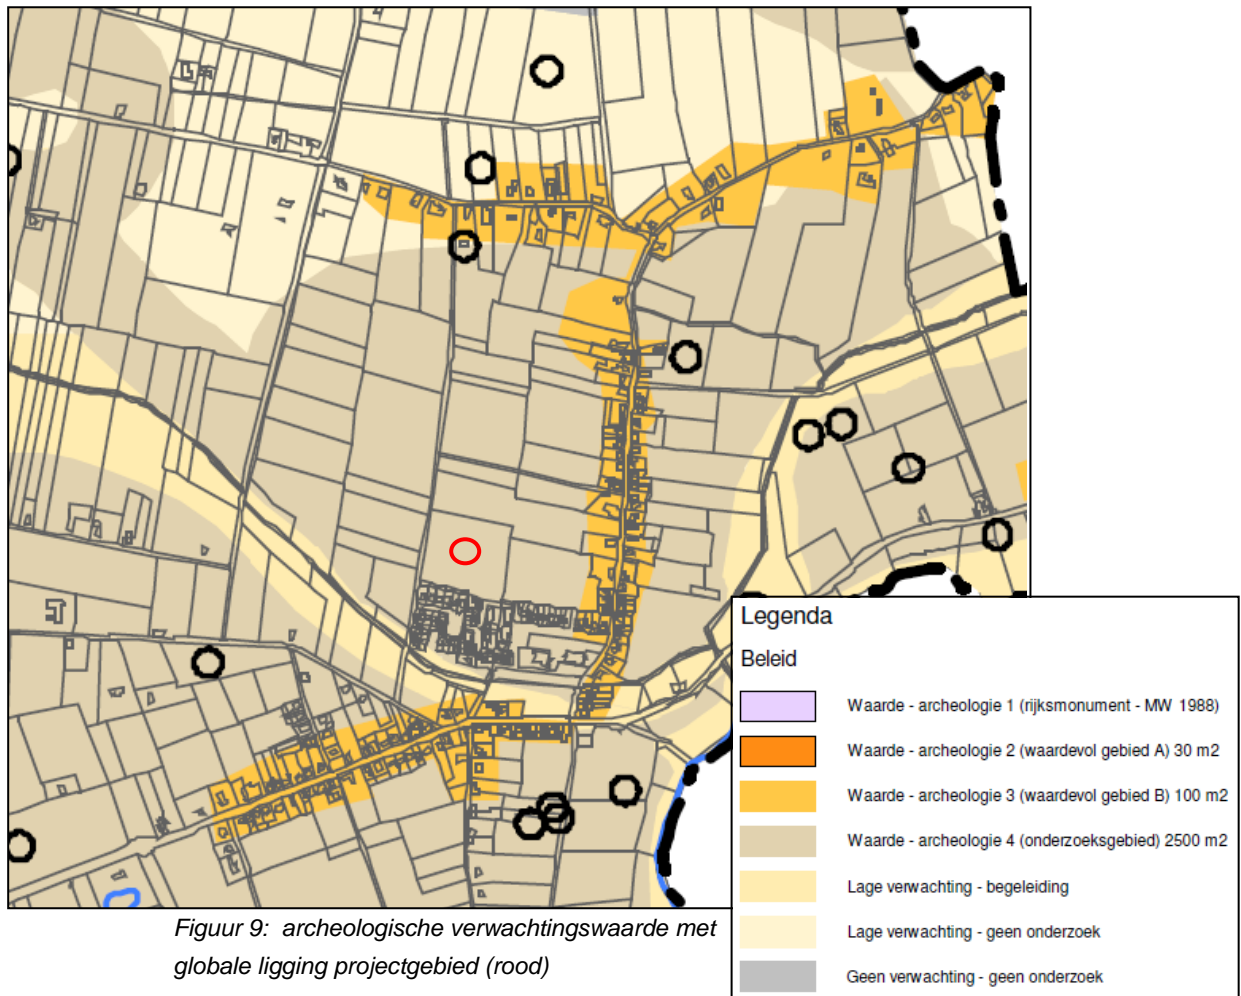 Legenda
Beleid
Waarde - archeologie 1 (rijksmonument - MW 1988)
Waarde - archeologie 2 (waardevol gebied A) 30 m2
Waarde - archeologie 3 (waardevol gebied B) 100 m2
Waarde - archeologie 4 (onderzoeksgebied) 2500 m2
Lage verwachting - begeleiding
Lage verwachting - geen onderzoek
Geen verwachting - geen onderzoek
Figuur 9: archeologische verwachtingswaarde met
globale ligging projectgebied (rood)